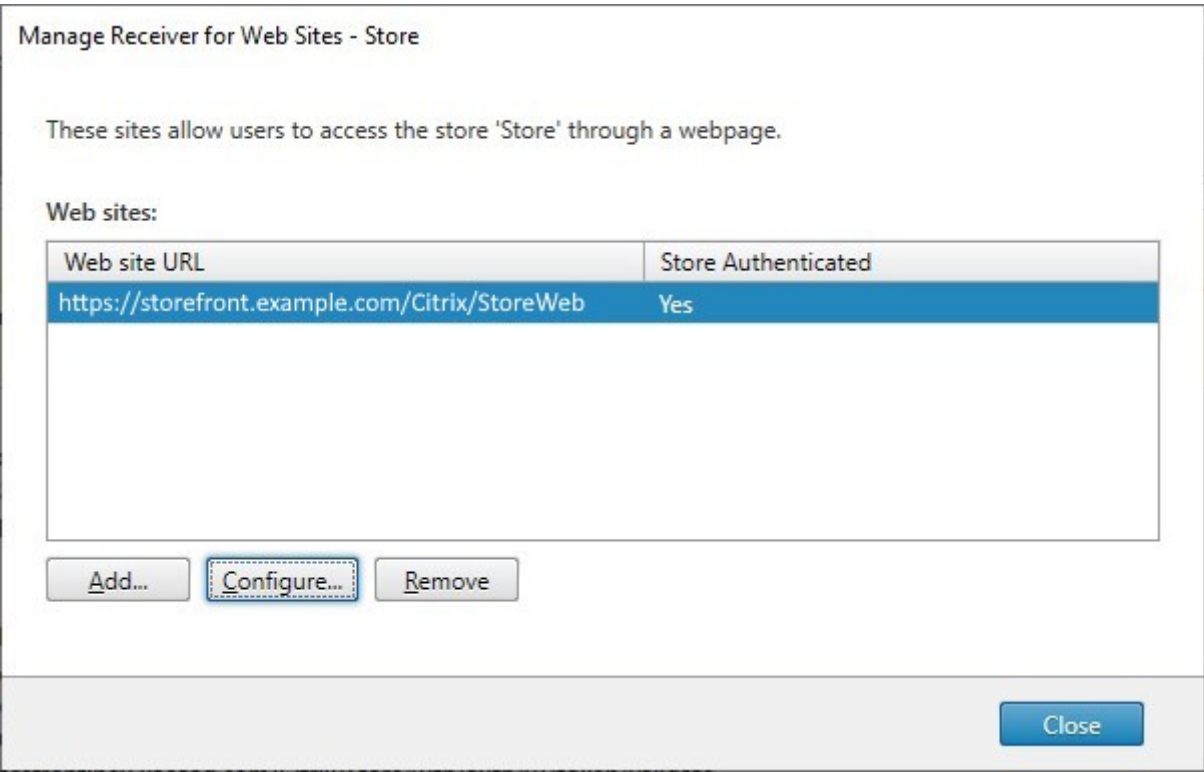 Manage Receiver for Web Sites - Store
These sites allow users to access the store 'Store' through a webpage.
Web sites:
Web site URL Store Authenticated
https://storefront.example.com/Citrix/StoreWeb Yes
Add... Configure... Remove
Close